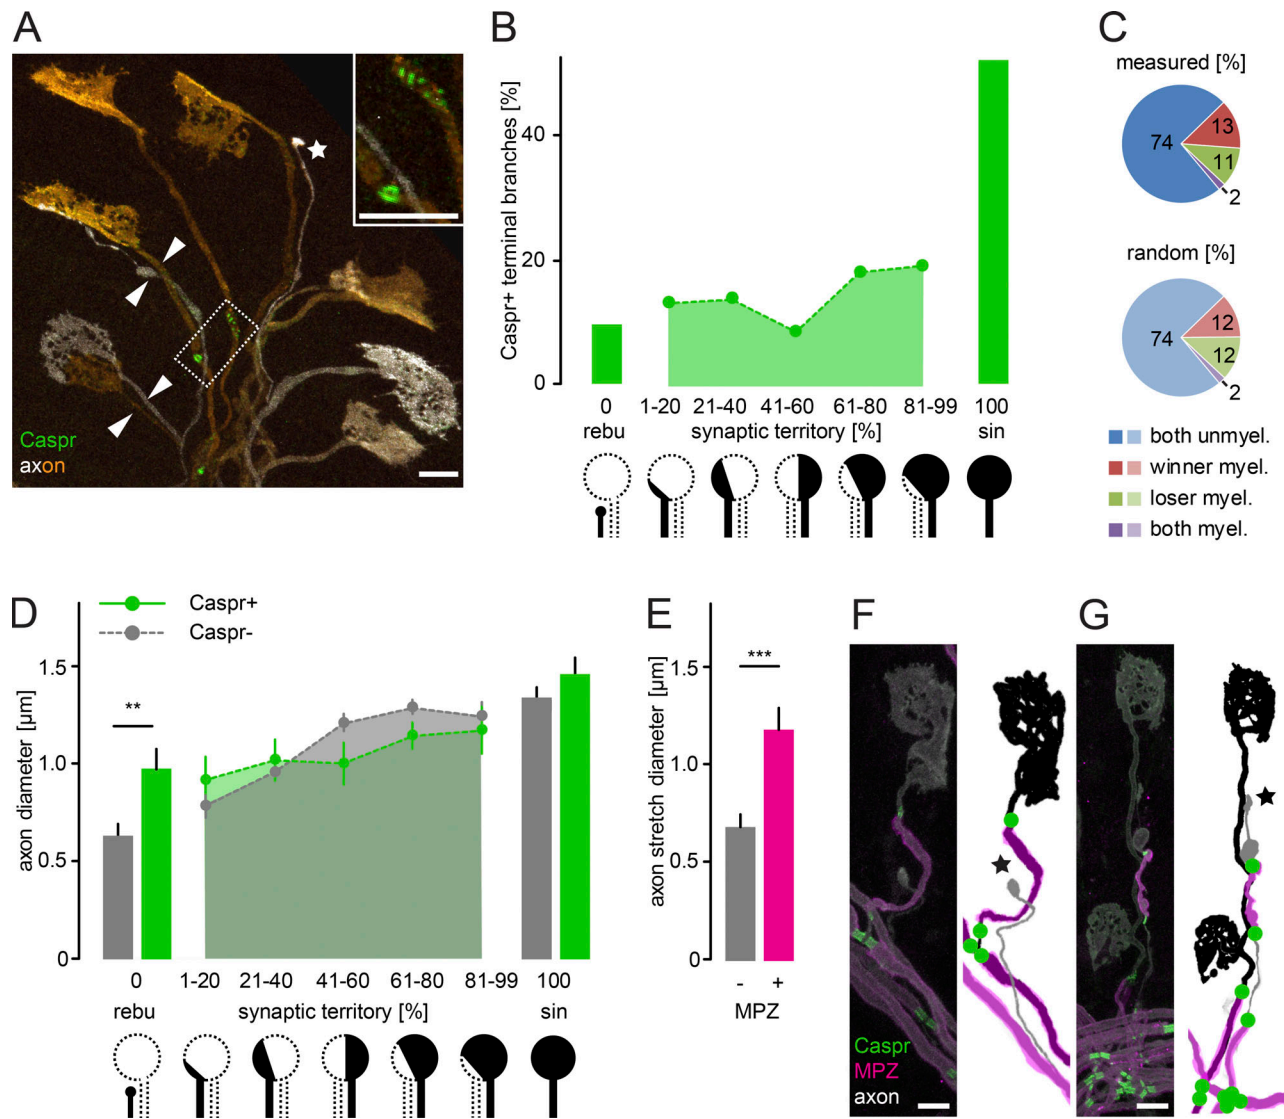 A
Caspr
axon
B
Caspr+ terminal branches [%]
40
20
0
0
1-20
21-40
41-60
61-80
81-99
100
rebu
synaptic territory [%]
sin
C
measured [%]
74
13
11
2
random [%]
74
12
12
2
both unmyel.
winner myel.
loser myel.
both myel.
D
Caspr+
Caspr-
axon diameter [µm]
1.5
1.0
0.5
0
**
0
1-20
21-40
41-60
61-80
81-99
100
rebu
synaptic territory [%]
sin
E
axon stretch diameter [µm]
1.5
1.0
0.5
0
***
- +
MPZ
F
Caspr
MPZ
axon
G